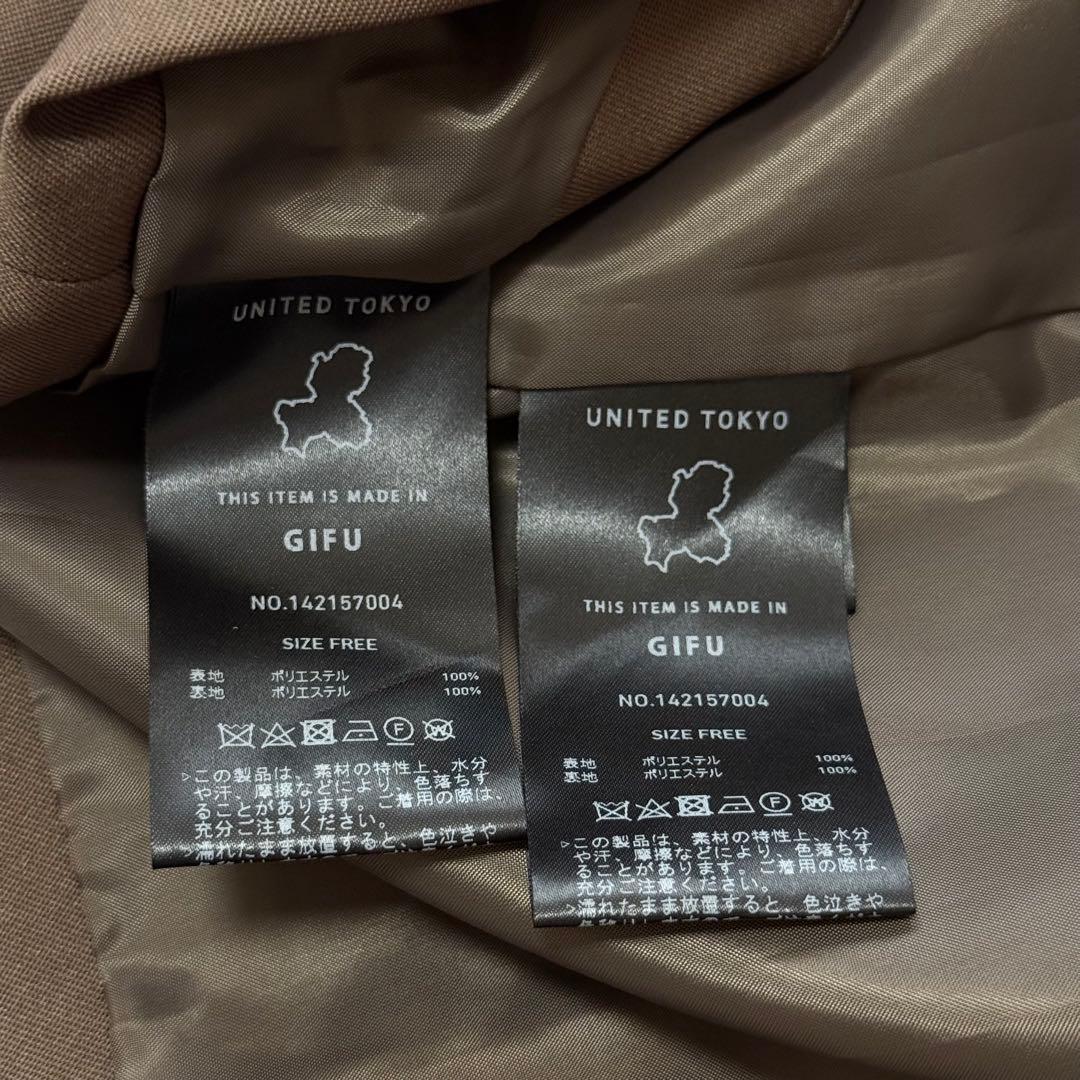 UNITED TOKYO
THIS ITEM IS MADE IN
GIFU
NO.142157004
SIZE FREE
表地 ポリエステル 100%
裏地 ポリエステル 100%
▷この製品は、素材の特性上、水分
や汗、摩擦などにより、色落ちす
ることがあります。ご着用の際は、
充分ご注意ください。
▷濡れたまま放置すると、色泣きや
UNITED TOKYO
THIS ITEM IS MADE IN
GIFU
NO.142157004
SIZE FREE
表地 ポリエステル 100%
裏地 ポリエステル 100%
▷この製品は、素材の特性上、水分
や汗、摩擦などにより、色落ちす
ることがあります。ご着用の際は、
充分ご注意ください。
▷濡れたまま放置すると、色泣きや